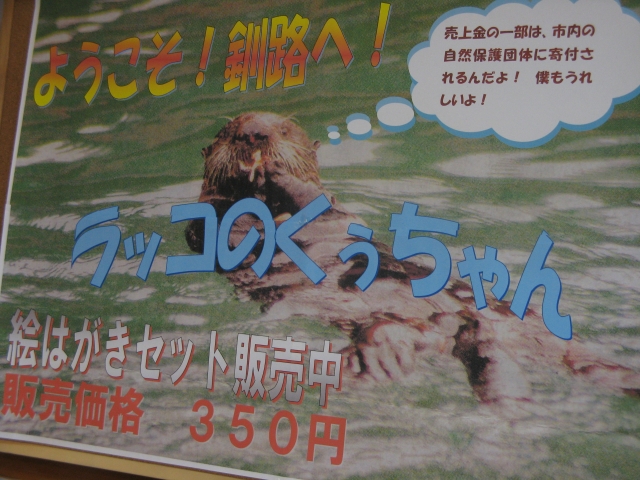 ようこそ！釧路へ！
売上金の一部は、市内の
自然保護団体に寄付さ
れるんだよ！　僕もうれ
しいよ！
ラッコのくぅちゃん
絵はがきセット販売中
販売価格　３５０円